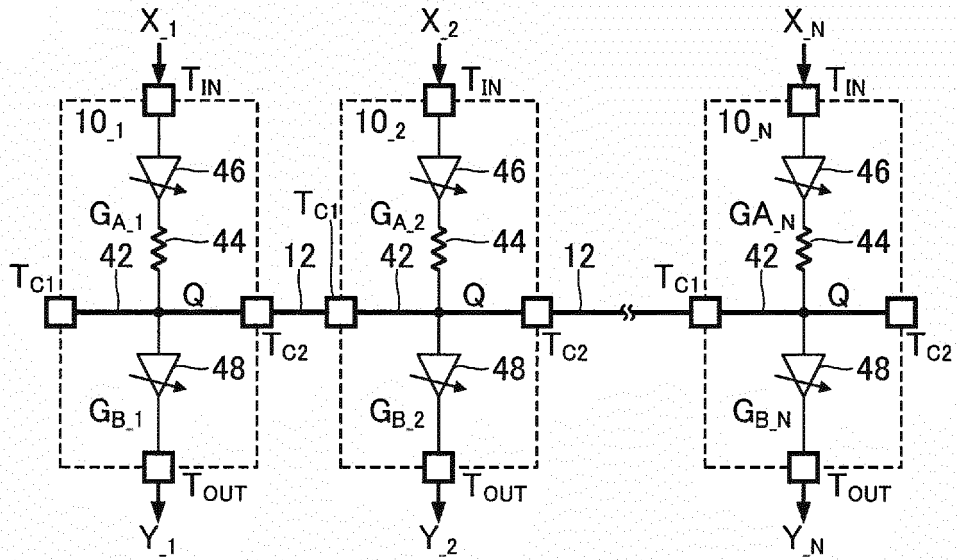 X_1 X_2 X_N
T_IN T_IN T_IN
10_1 10_2 10_N
46 46 46
G_A_1 T_C1 G_A_2 GA_N
44 44 44
T_C1 42 Q 12 42 Q 12 T_C1 42 Q
T_C2 T_C2 T_C2
48 48 48
G_B_1 G_B_2 G_B_N
T_OUT T_OUT T_OUT
Y_1 Y_2 Y_N